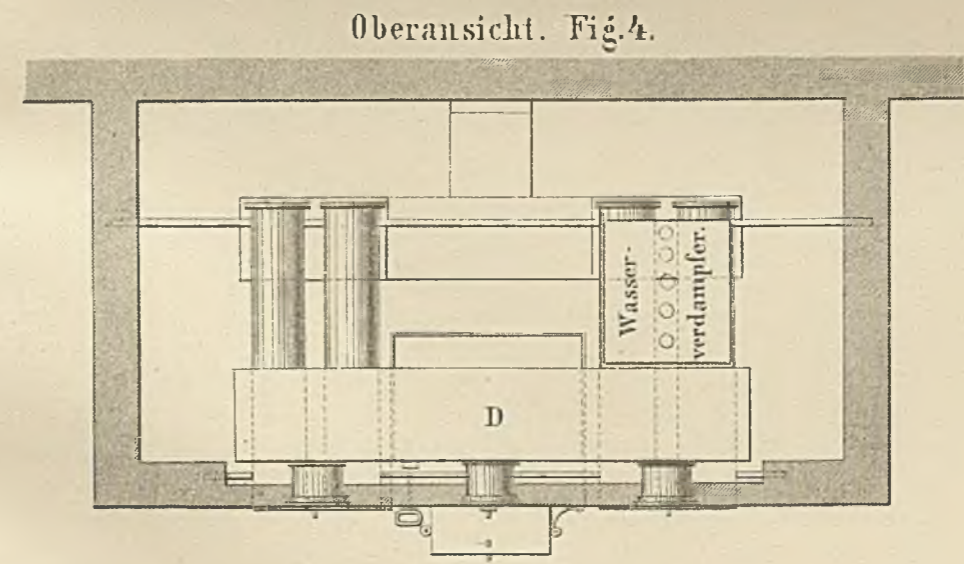 Oberansicht. Fig. 4.
Wasser-
verdampfer.
D